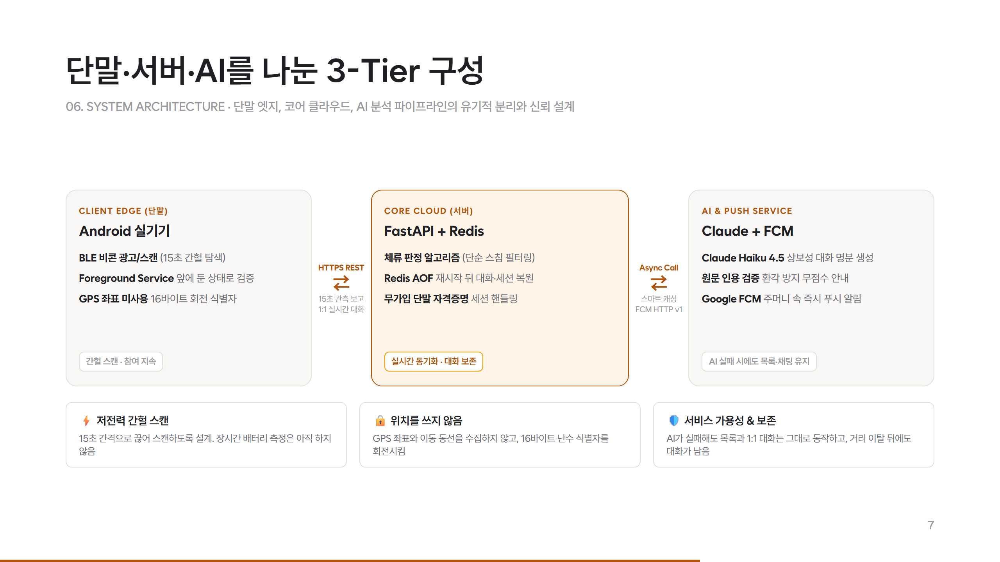 단말·서버·AI를 나눈 3-Tier 구성
06. SYSTEM ARCHITECTURE · 단말 엣지, 코어 클라우드, AI 분석 파이프라인의 유기적 분리와 신뢰 설계
CLIENT EDGE (단말)
Android 실기기
BLE 비콘 광고/스캔 (15초 간헐 탐색)
Foreground Service 앞에 둔 상태로 검증
GPS 좌표 미사용 16바이트 회전 식별자
간헐 스캔 · 참여 지속
HTTPS REST
⇄
15초 관측 보고
1:1 실시간 대화
CORE CLOUD (서버)
FastAPI + Redis
체류 판정 알고리즘 (단순 스침 필터링)
Redis AOF 재시작 뒤 대화·세션 복원
무가입 단말 자격증명 세션 핸들링
실시간 동기화 · 대화 보존
Async Call
⇄
스마트 캐싱
FCM HTTP v1
AI & PUSH SERVICE
Claude + FCM
Claude Haiku 4.5 상보성 대화 명분 생성
원문 인용 검증 환각 방지 무점수 안내
Google FCM 주머니 속 즉시 푸시 알림
AI 실패 시에도 목록·채팅 유지
⚡ 저전력 간헐 스캔
15초 간격으로 끊어 스캔하도록 설계. 장시간 배터리 측정은 아직 하지
않음
🔒 위치를 쓰지 않음
GPS 좌표와 이동 동선을 수집하지 않고, 16바이트 난수 식별자를
회전시킴
🛡️ 서비스 가용성 & 보존
AI가 실패해도 목록과 1:1 대화는 그대로 동작하고, 거리 이탈 뒤에도
대화가 남음
7